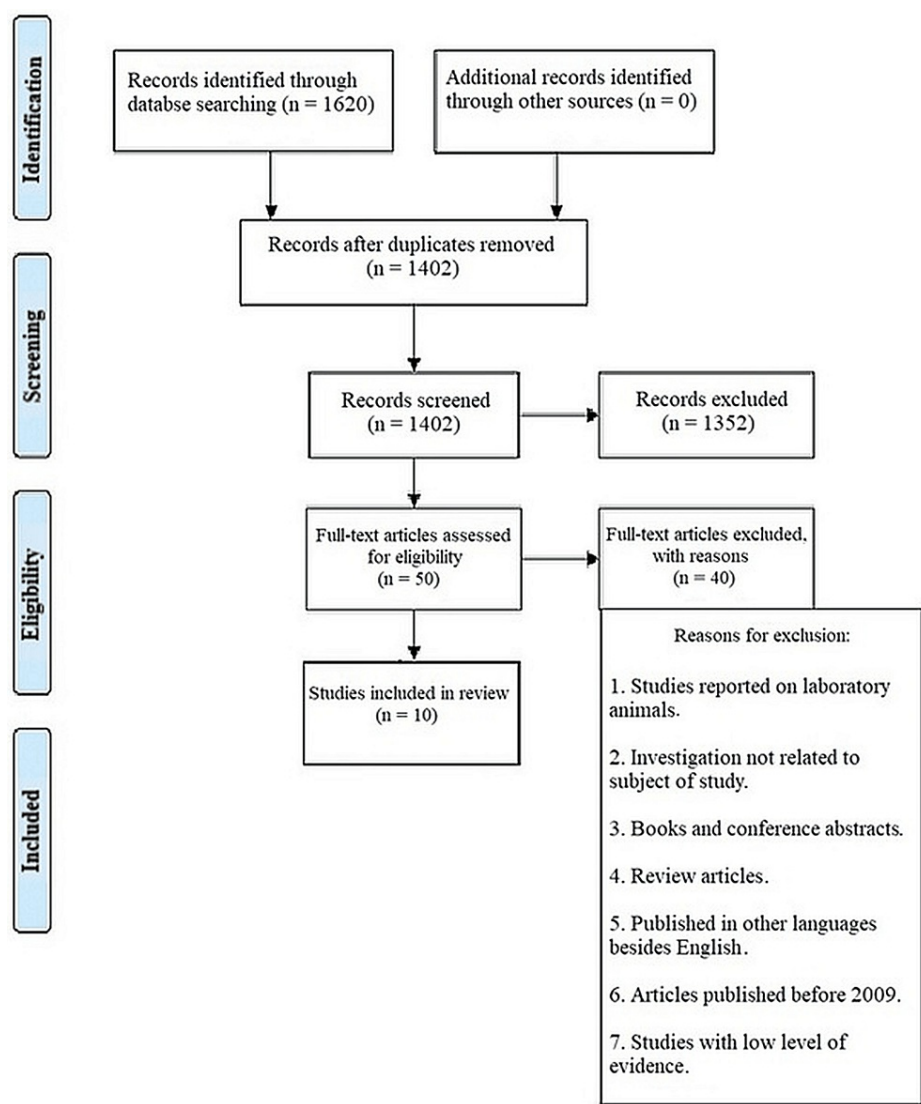 Identification
Records identified through
databse searching (n = 1620)
Additional records identified
through other sources (n = 0)
Records after duplicates removed
(n = 1402)
Screening
Records screened
(n = 1402)
Records excluded
(n = 1352)
Eligibility
Full-text articles assessed
for eligibility
(n = 50)
Full-text articles excluded,
with reasons
(n = 40)
Reasons for exclusion:
1. Studies reported on laboratory
animals.
2. Investigation not related to
subject of study.
3. Books and conference abstracts.
4. Review articles.
5. Published in other languages
besides English.
6. Articles published before 2009.
7. Studies with low level of
evidence.
Included
Studies included in review
(n = 10)